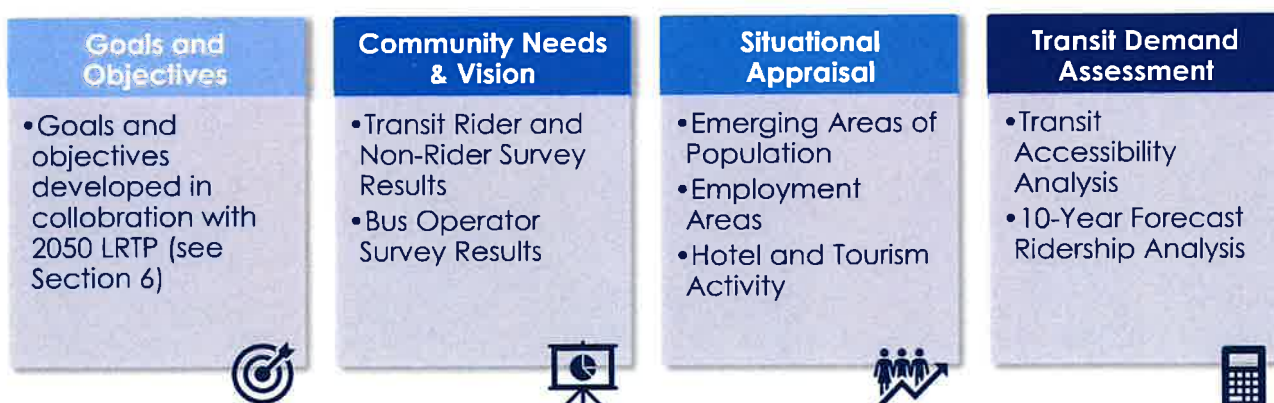 Goals and
Objectives
•Goals and
objectives
developed in
collobration with
2050 LRTP (see
Section 6)
Community Needs
& Vision
•Transit Rider and
Non-Rider Survey
Results
•Bus Operator
Survey Results
Situational
Appraisal
•Emerging Areas of
Population
•Employment
Areas
•Hotel and Tourism
Activity
Transit Demand
Assessment
•Transit
Accessibility
Analysis
•10-Year Forecast
Ridership Analysis